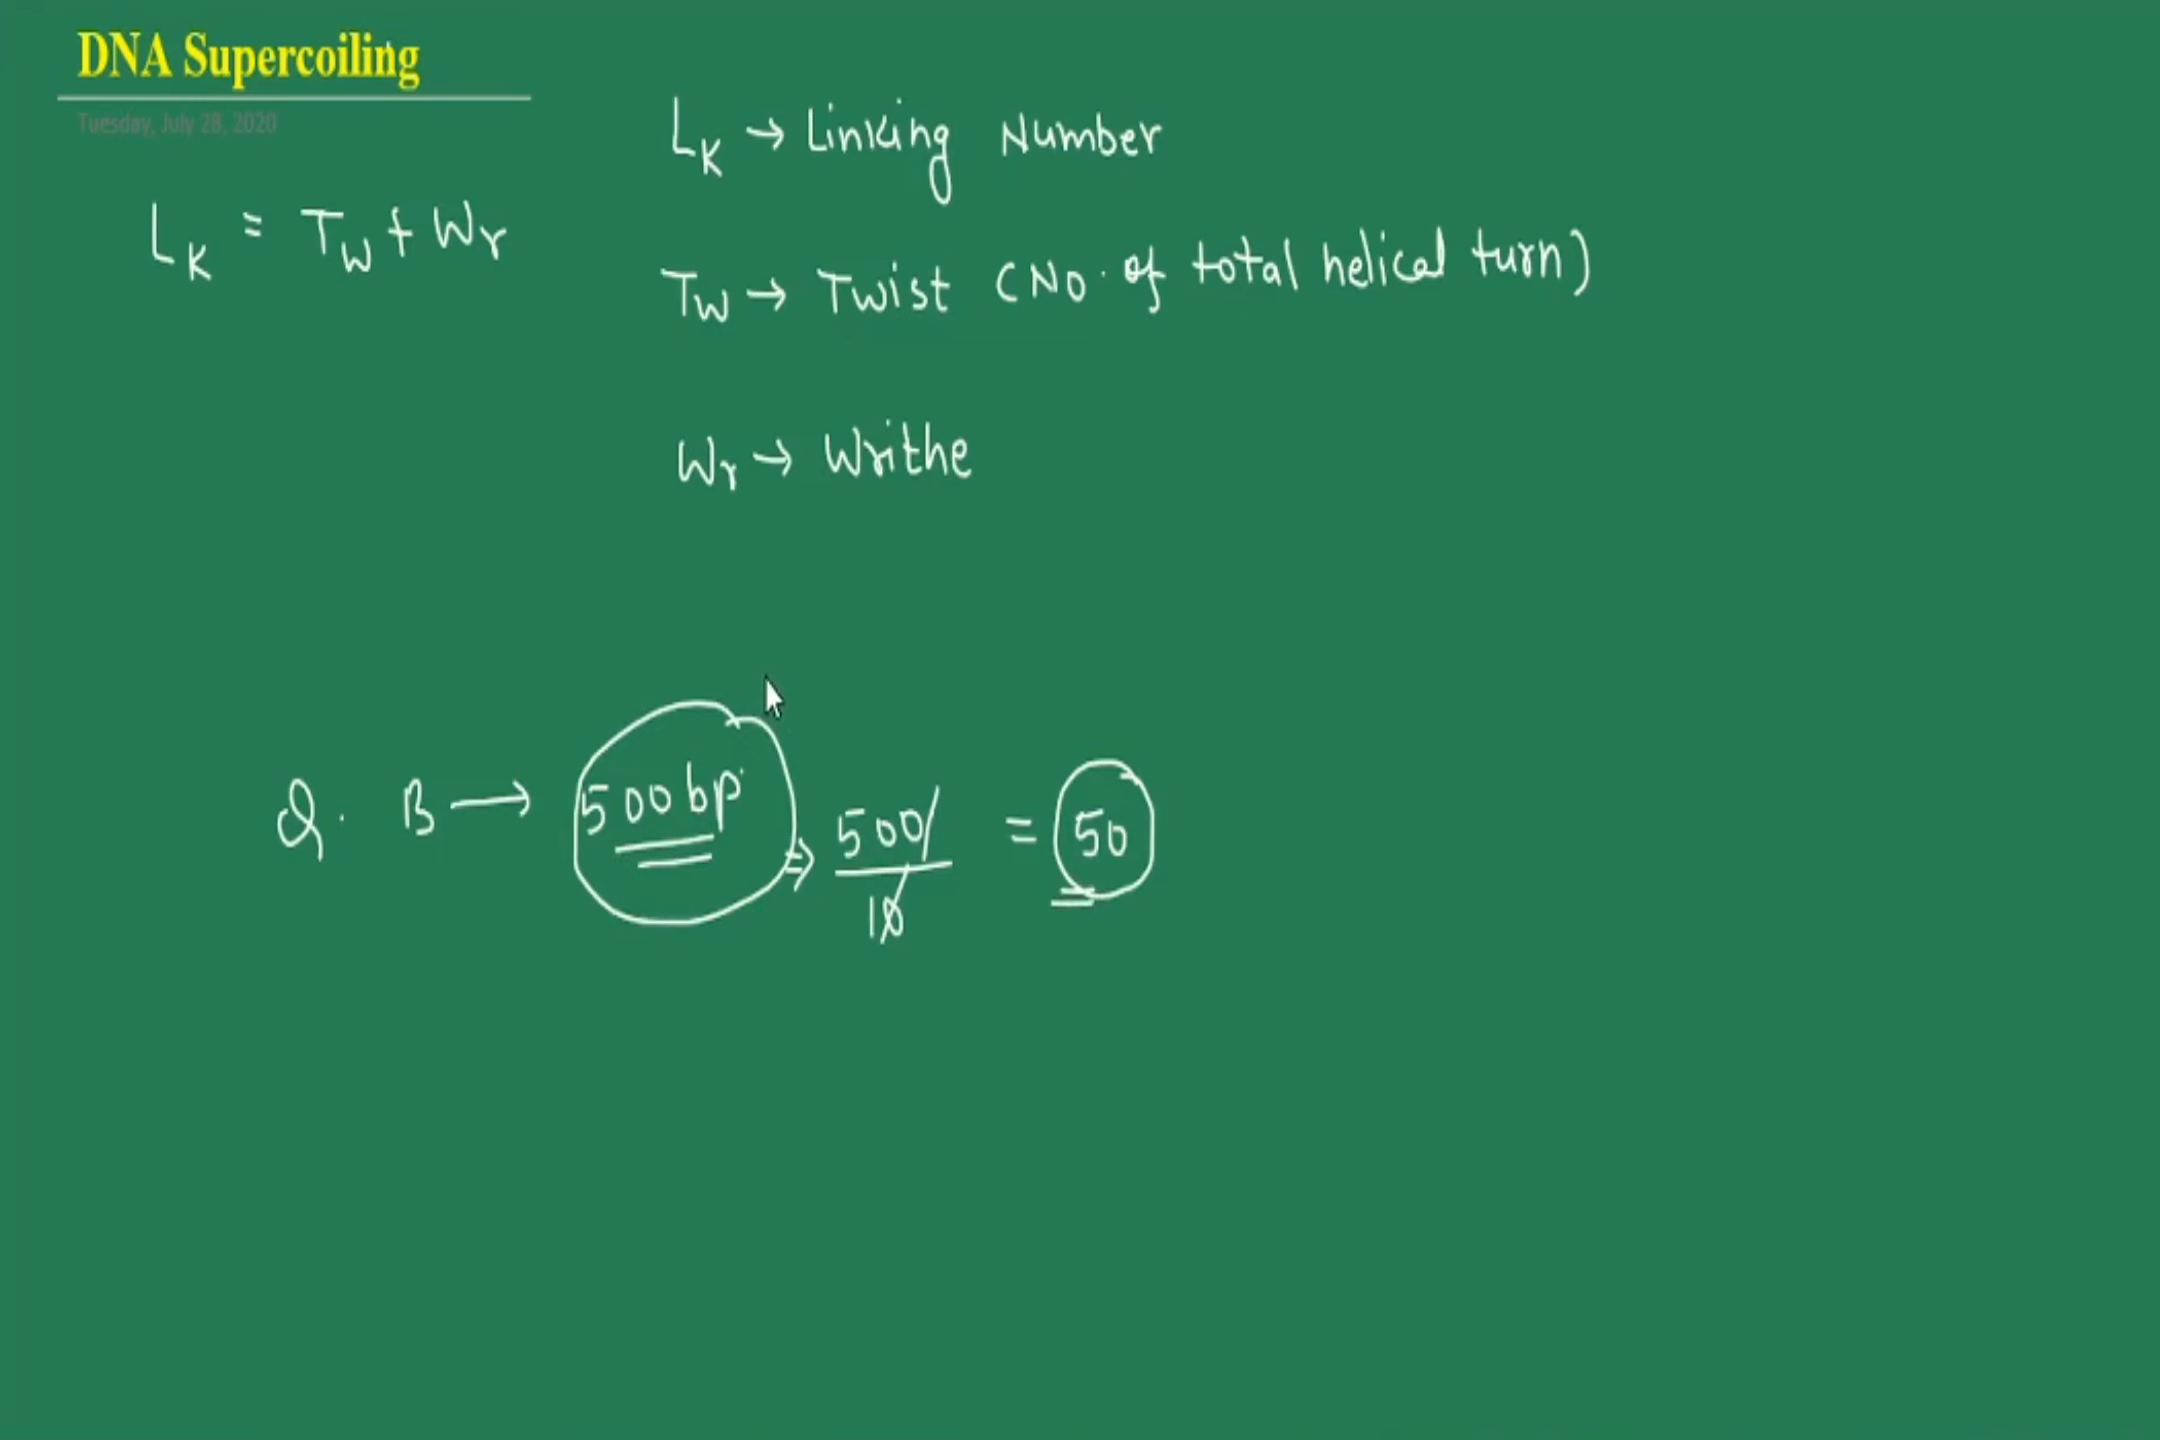 DNA Supercoiling
Tuesday, July 28, 2020
LK → Linking Number
LK = TW + Wr
TW → Twist (No. of total helical turn)
Wr → Writhe
Q. B → 500bp. ⇒ 500/10 = 50